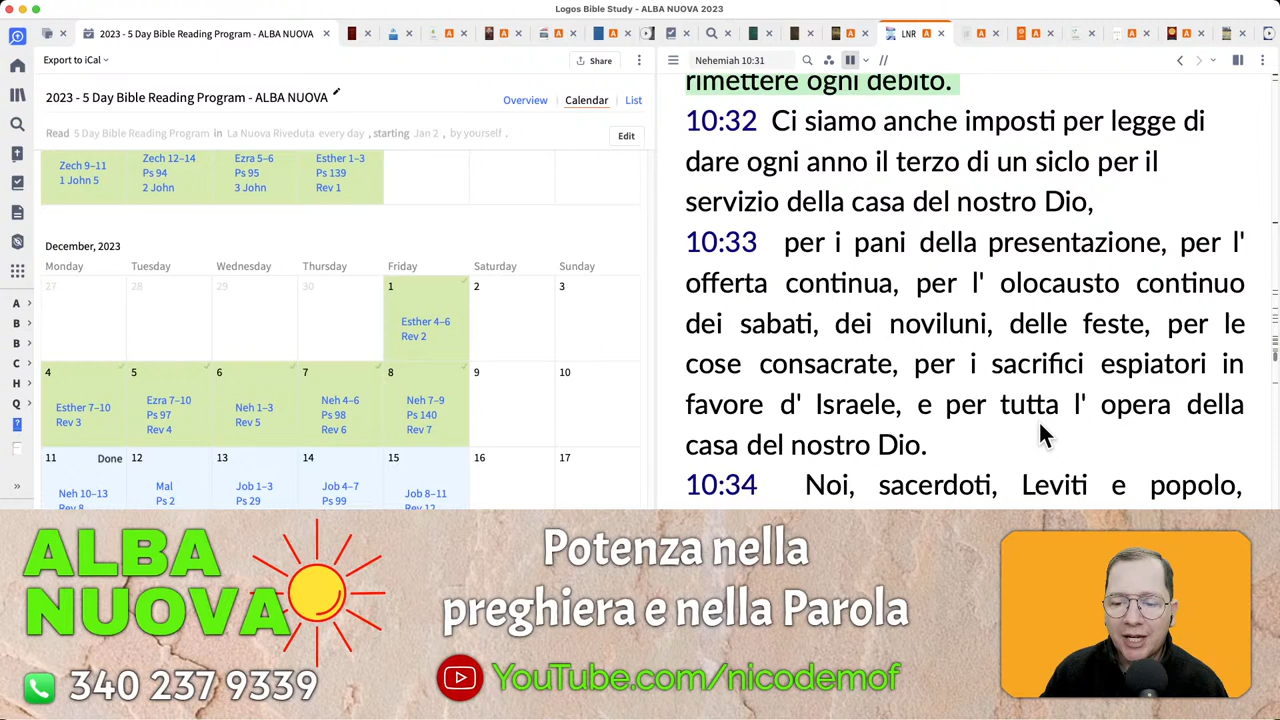 Logos Bible Study - ALBA NUOVA 2023
2023 - 5 Day Bible Reading Program - ALBA NUOVA
LNR
Export to iCal
Share
Nehemiah 10:31
2023 - 5 Day Bible Reading Program - ALBA NUOVA
Overview
Calendar
List
Read 5 Day Bible Reading Program in La Nuova Riveduta every day , starting Jan 2 , by yourself .
Edit
Zech 9–11
1 John 5
Zech 12–14
Ps 94
2 John
Ezra 5–6
Ps 95
3 John
Esther 1–3
Ps 139
Rev 1
December, 2023
Monday Tuesday Wednesday Thursday Friday Saturday Sunday
27 28 29 30 1 2 3
Esther 4–6
Rev 2
4 5 6 7 8 9 10
Esther 7–10
Rev 3
Ezra 7–10
Ps 97
Rev 4
Neh 1–3
Rev 5
Neh 4–6
Ps 98
Rev 6
Neh 7–9
Ps 140
Rev 7
11 Done 12 13 14 15 16 17
Neh 10–13
Rev 8
Mal
Ps 2
Job 1–3
Ps 29
Job 4–7
Ps 99
Job 8–11
Rev 12
A
B
B
C
H
Q
rimettere ogni debito.
10:32 Ci siamo anche imposti per legge di
dare ogni anno il terzo di un siclo per il
servizio della casa del nostro Dio,
10:33 per i pani della presentazione, per l'
offerta continua, per l' olocausto continuo
dei sabati, dei noviluni, delle feste, per le
cose consacrate, per i sacrifici espiatori in
favore d' Israele, e per tutta l' opera della
casa del nostro Dio.
10:34 Noi, sacerdoti, Leviti e popolo,
ALBA
NUOVA
340 237 9339
Potenza nella
preghiera e nella Parola
YouTube.com/nicodemof